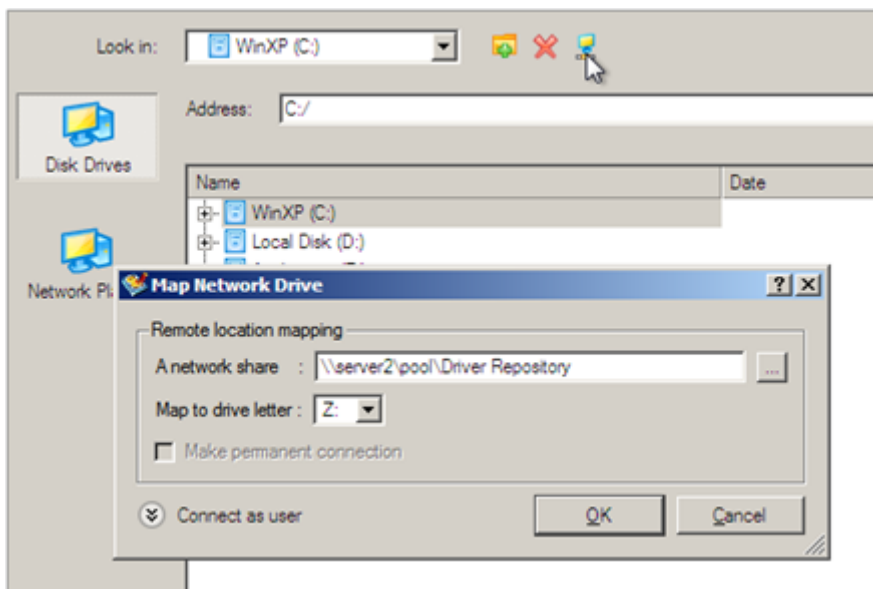 Look in: WinXP (C:)
Address: C:/
Disk Drives
Name Date
WinXP (C:)
Local Disk (D:)
Network
Map Network Drive
Remote location mapping
A network share : \\server2\pool\Driver Repository ...
Map to drive letter : Z:
Make permanent connection
Connect as user OK Cancel